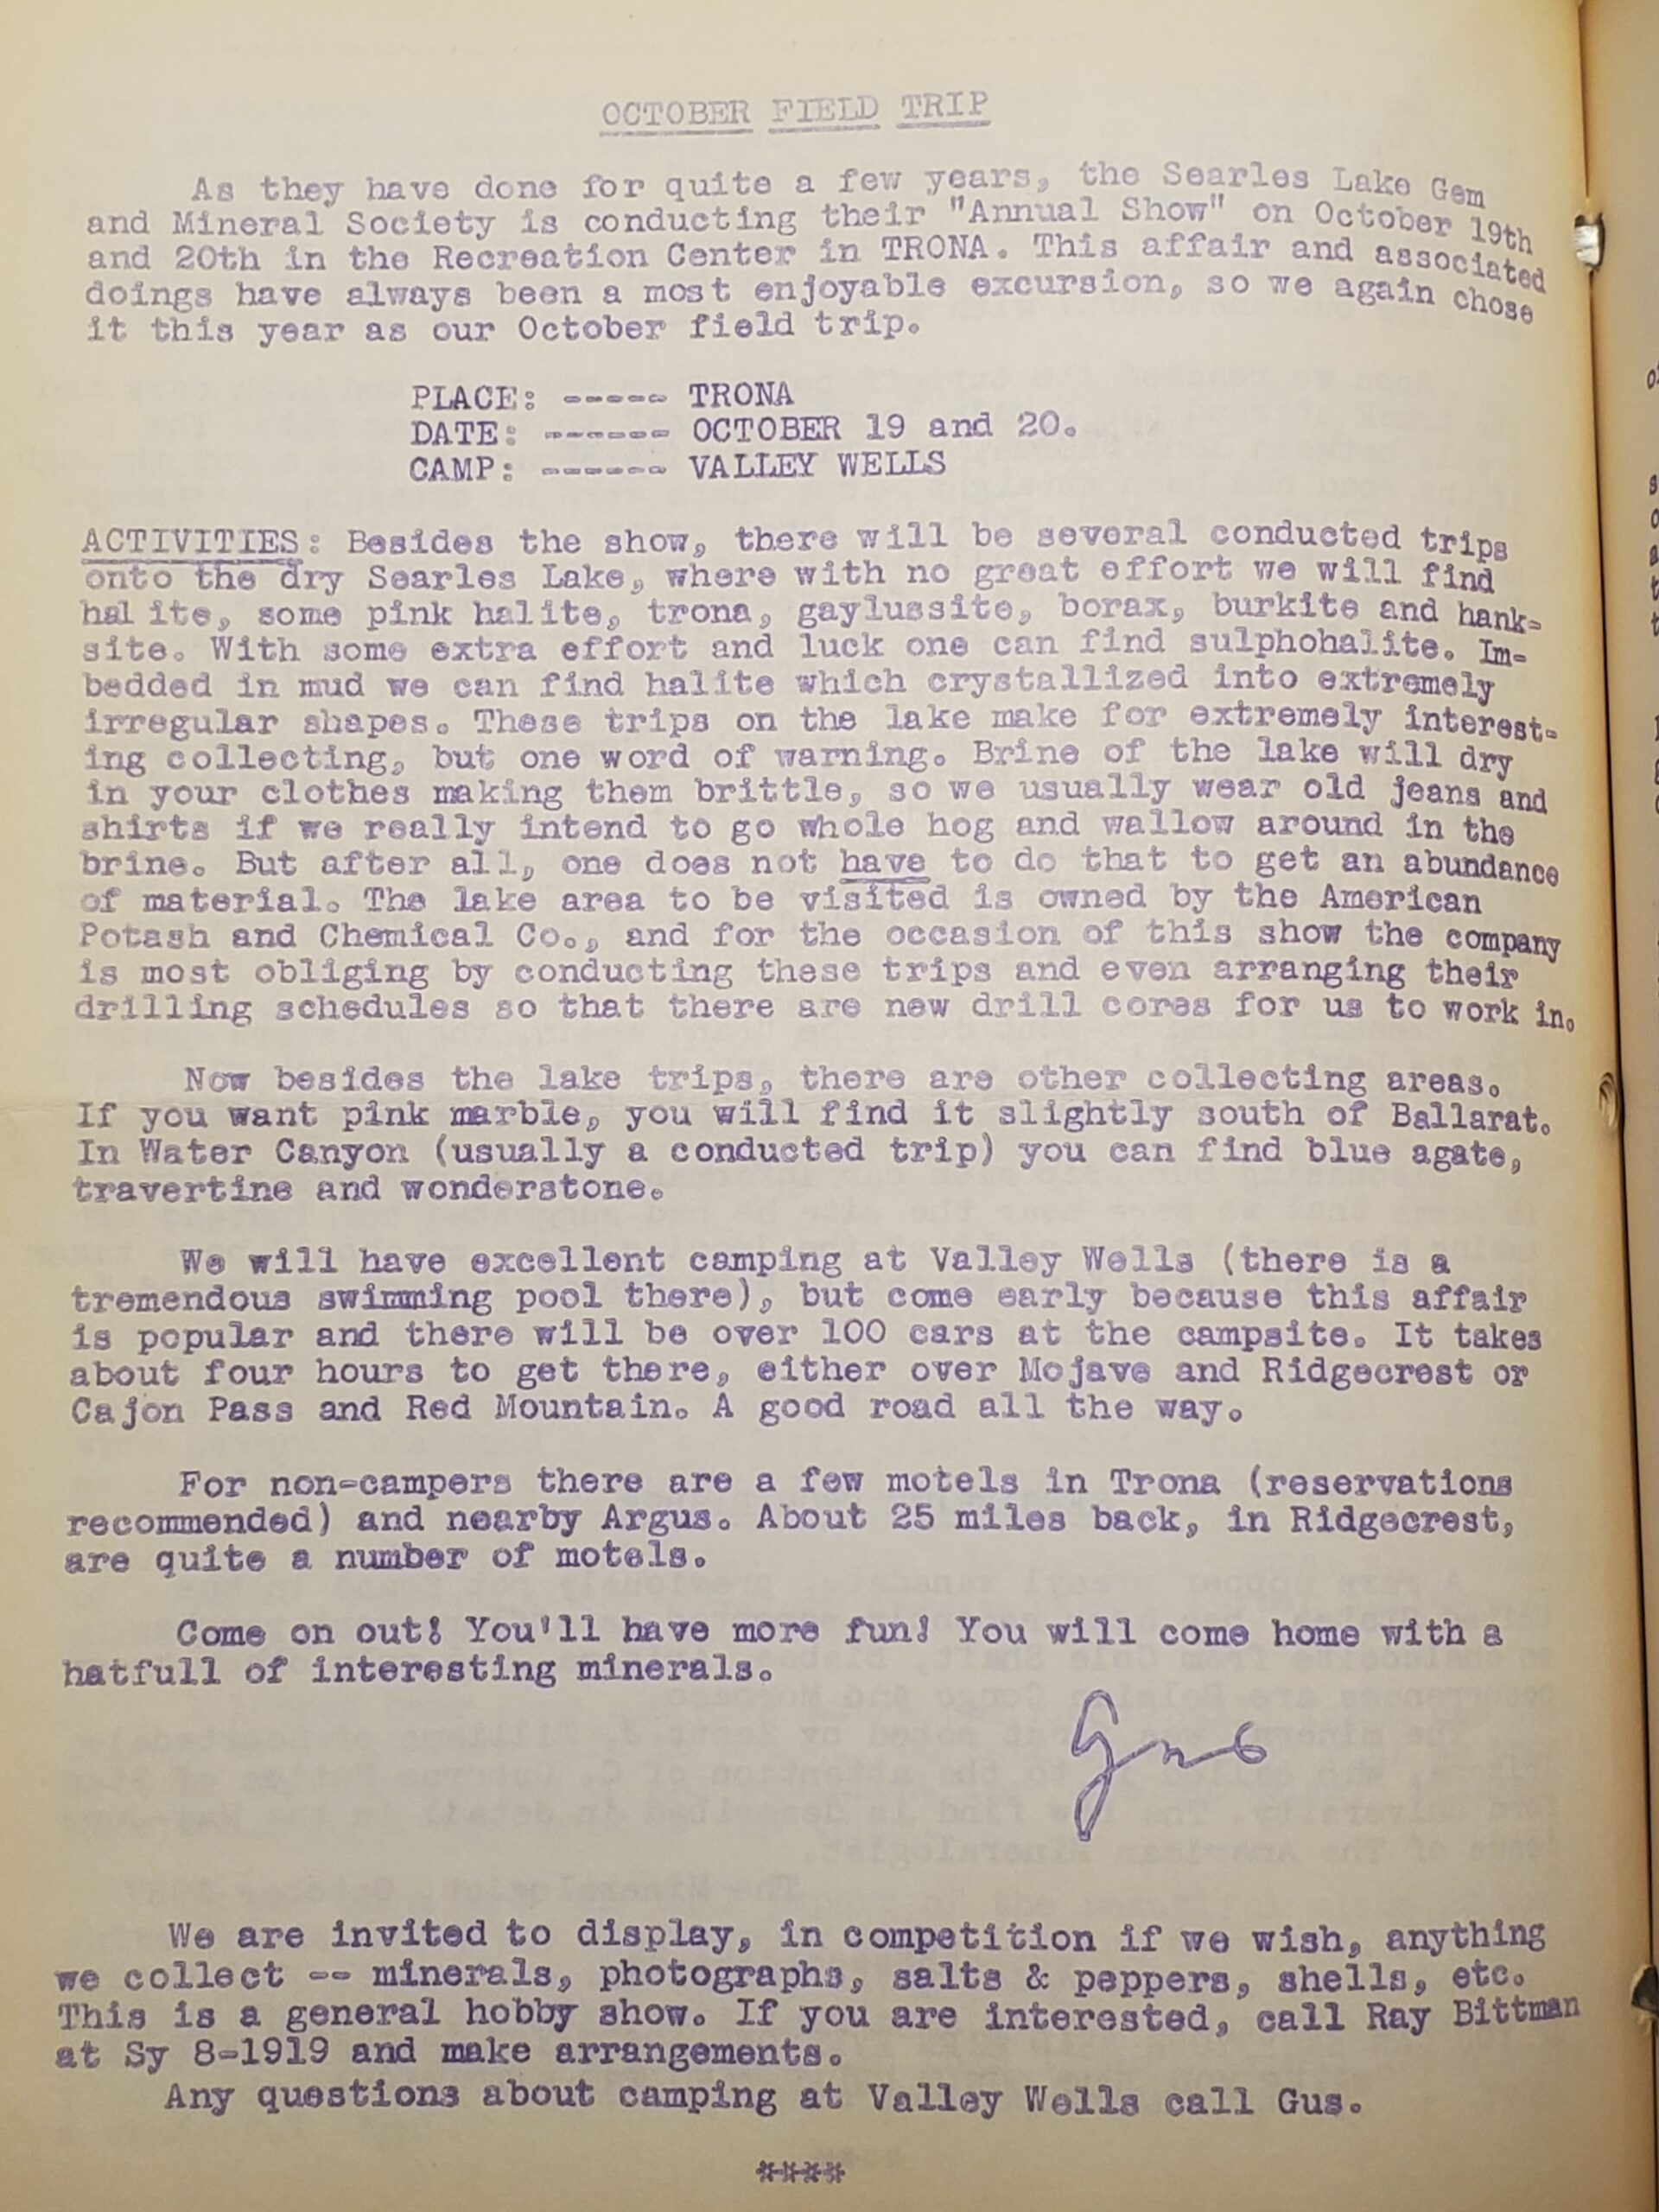 OCTOBER FIELD TRIP
As they have done for quite a few years, the Searles Lake Gem
and Mineral Society is conducting their "Annual Show" on October 19th
and 20th in the Recreation Center in TRONA. This affair and associated
doings have always been a most enjoyable excursion, so we again chose
it this year as our October field trip.
PLACE: ----- TRONA
DATE: ------ OCTOBER 19 and 20.
CAMP: ------ VALLEY WELLS
ACTIVITIES: Besides the show, there will be several conducted trips
onto the dry Searles Lake, where with no great effort we will find
hal ite, some pink halite, trona, gaylussite, borax, burkite and hank-
site. With some extra effort and luck one can find sulphohalite. Im-
bedded in mud we can find halite which crystallized into extremely
irregular shapes. These trips on the lake make for extremely interest-
ing collecting, but one word of warning. Brine of the lake will dry
in your clothes making them brittle, so we usually wear old jeans and
shirts if we really intend to go whole hog and wallow around in the
brine. But after all, one does not have to do that to get an abundance
of material. The lake area to be visited is owned by the American
Potash and Chemical Co., and for the occasion of this show the company
is most obliging by conducting these trips and even arranging their
drilling schedules so that there are new drill cores for us to work in.
Now besides the lake trips, there are other collecting areas.
If you want pink marble, you will find it slightly south of Ballarat.
In Water Canyon (usually a conducted trip) you can find blue agate,
travertine and wonderstone.
We will have excellent camping at Valley Wells (there is a
tremendous swimming pool there), but come early because this affair
is popular and there will be over 100 cars at the campsite. It takes
about four hours to get there, either over Mojave and Ridgecrest or
Cajon Pass and Red Mountain. A good road all the way.
For non-campers there are a few motels in Trona (reservations
recommended) and nearby Argus. About 25 miles back, in Ridgecrest,
are quite a number of motels.
Come on out! You'll have more fun! You will come home with a
hatfull of interesting minerals.
Gus
We are invited to display, in competition if we wish, anything
we collect -- minerals, photographs, salts & peppers, shells, etc.
This is a general hobby show. If you are interested, call Ray Bittman
at Sy 8-1919 and make arrangements.
Any questions about camping at Valley Wells call Gus.
****